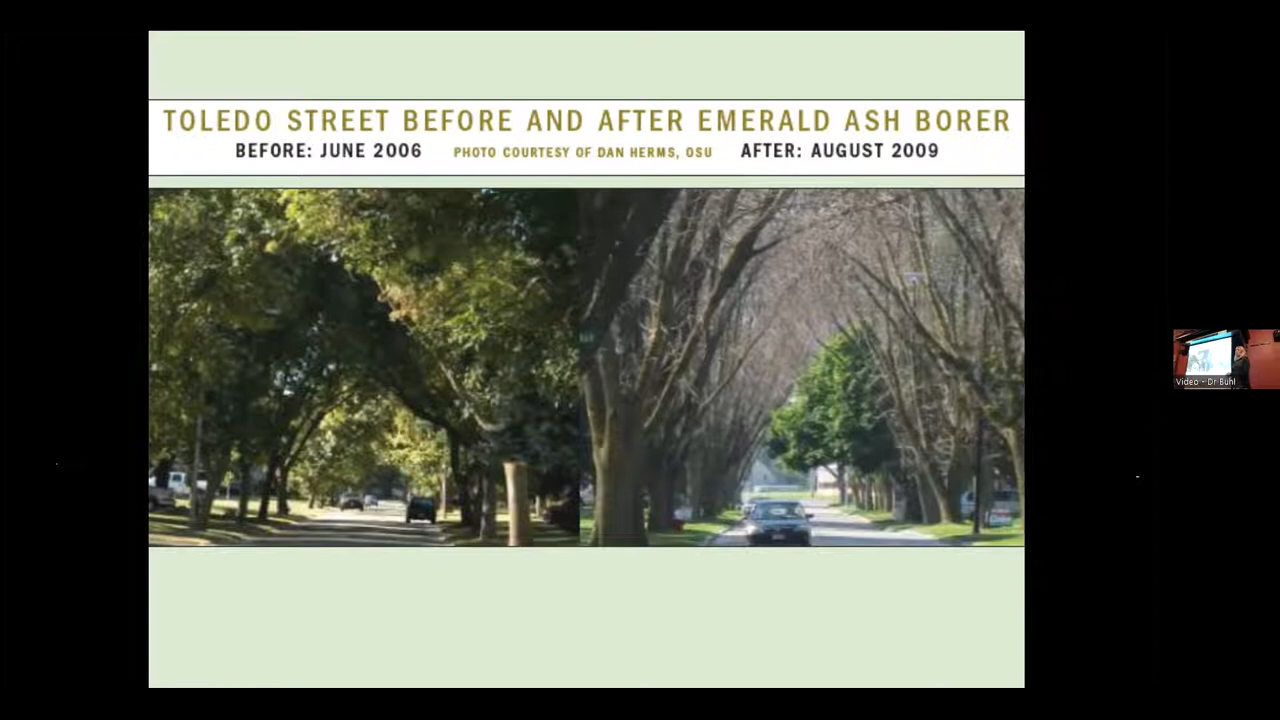 TOLEDO STREET BEFORE AND AFTER EMERALD ASH BORER
BEFORE: JUNE 2006 PHOTO COURTESY OF DAN HERMS, OSU AFTER: AUGUST 2009
Video - Dr Buhl